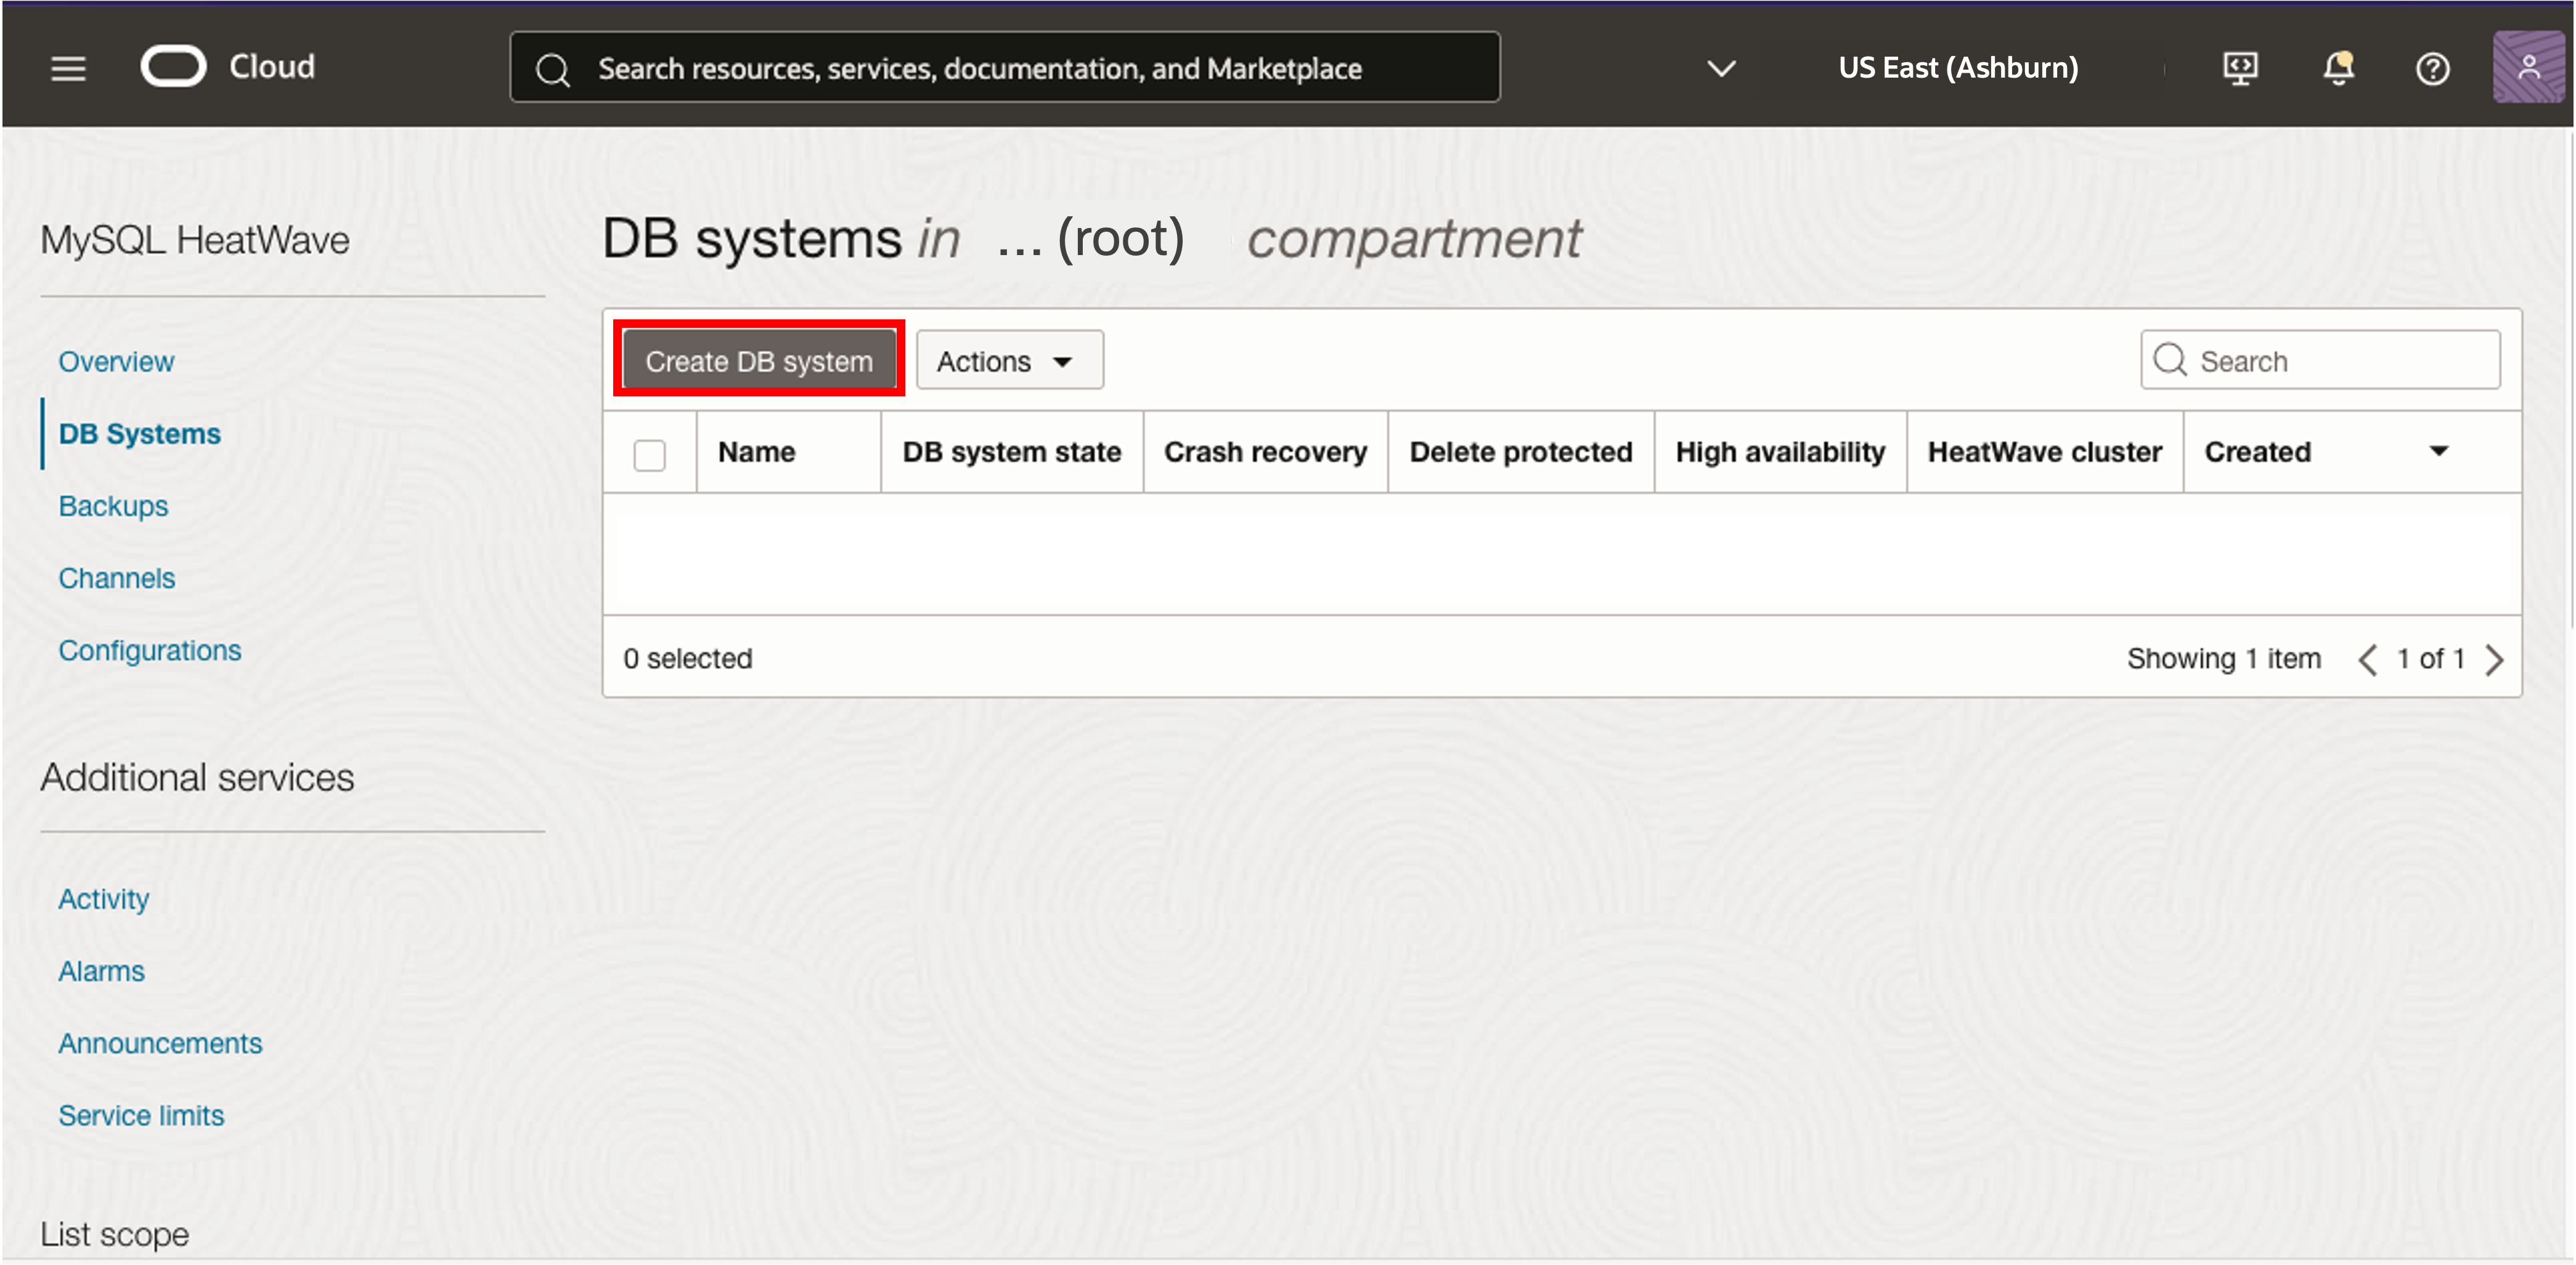 Cloud
Search resources, services, documentation, and Marketplace
US East (Ashburn)
MySQL HeatWave
Overview
DB Systems
Backups
Channels
Configurations
Additional services
Activity
Alarms
Announcements
Service limits
List scope
DB systems in ... (root) compartment
Create DB system
Actions
Search
Name
DB system state
Crash recovery
Delete protected
High availability
HeatWave cluster
Created
0 selected
Showing 1 item
1 of 1